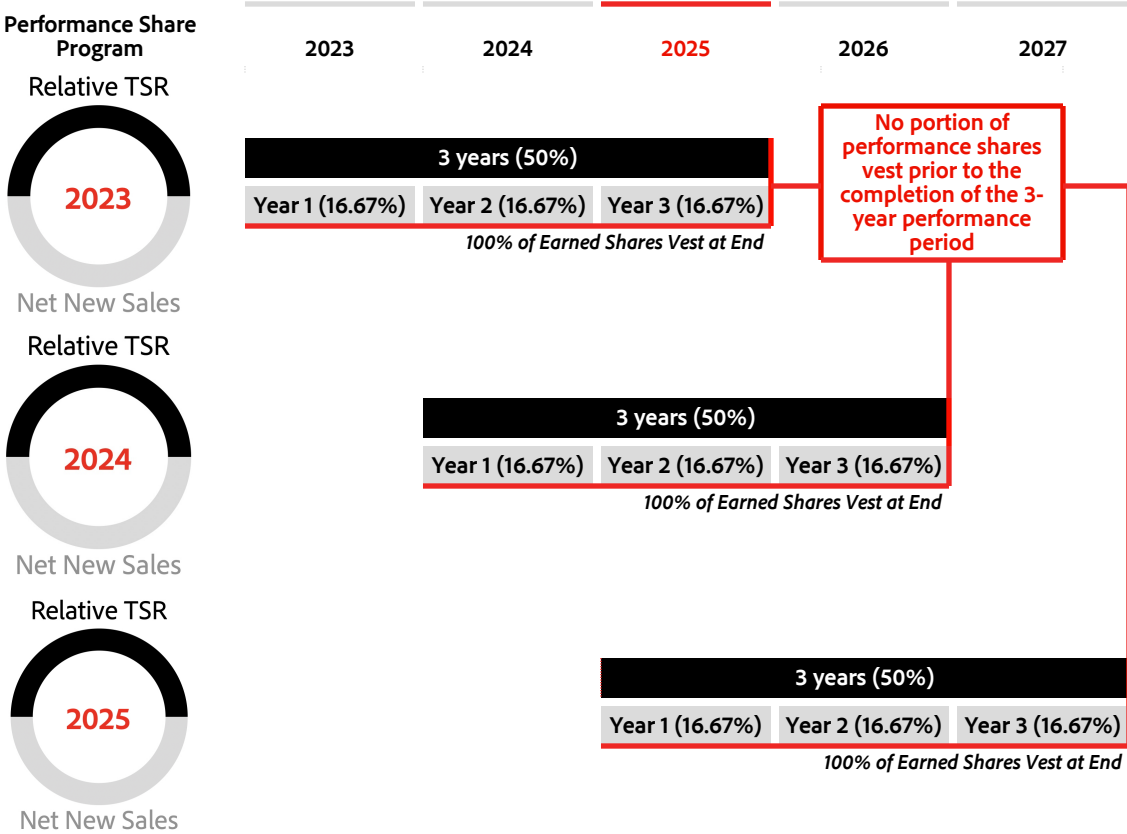 Performance Share
Program
2023
2024
2025
2026
2027
Relative TSR
2023
Net New Sales
3 years (50%)
Year 1 (16.67%)
Year 2 (16.67%)
Year 3 (16.67%)
100% of Earned Shares Vest at End
No portion of
performance shares
vest prior to the
completion of the 3-
year performance
period
Relative TSR
2024
Net New Sales
3 years (50%)
Year 1 (16.67%)
Year 2 (16.67%)
Year 3 (16.67%)
100% of Earned Shares Vest at End
Relative TSR
2025
Net New Sales
3 years (50%)
Year 1 (16.67%)
Year 2 (16.67%)
Year 3 (16.67%)
100% of Earned Shares Vest at End